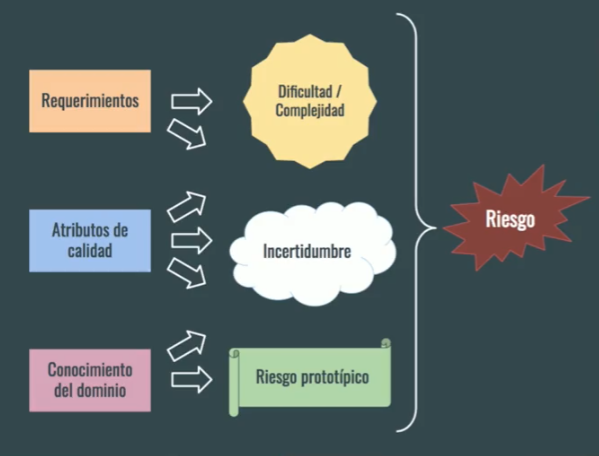 Requerimientos
Dificultad /
Complejidad
Atributos de
calidad
Incertidumbre
Riesgo
Conocimiento
del dominio
Riesgo prototípico